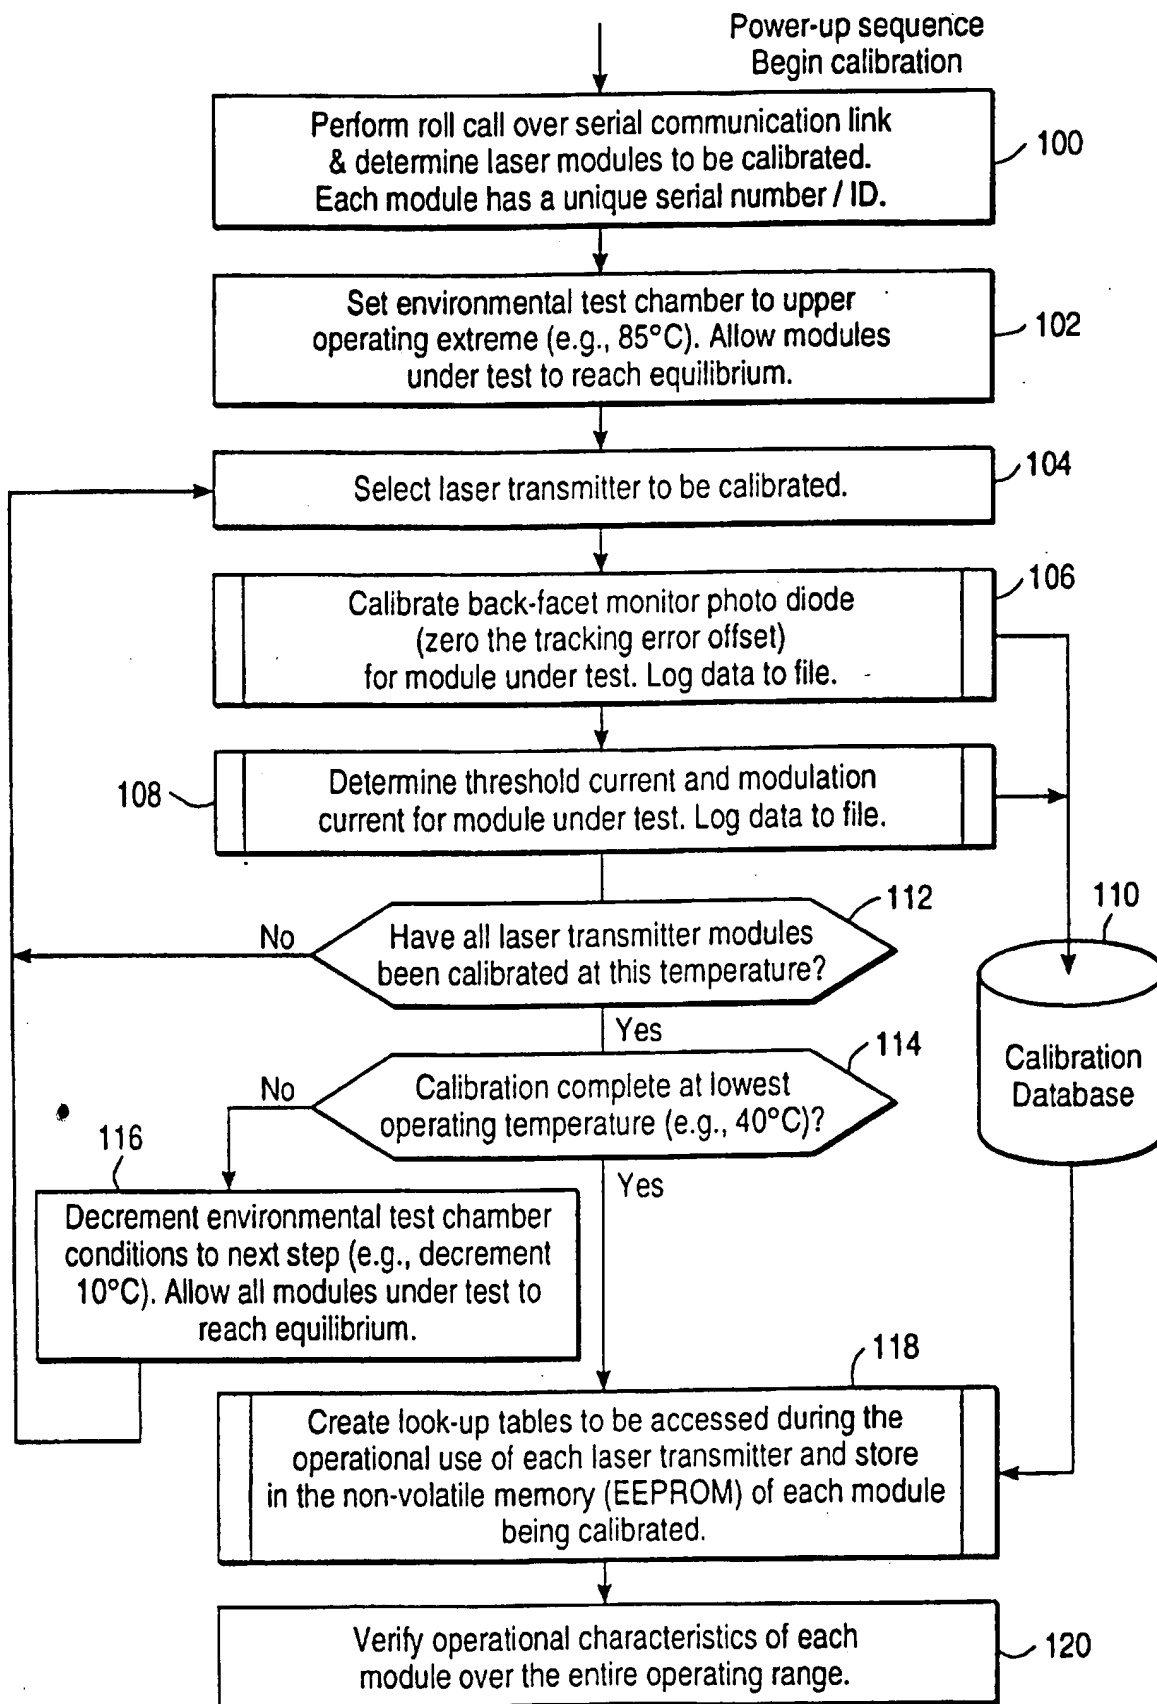 Power-up sequence
Begin calibration
Perform roll call over serial communication link
& determine laser modules to be calibrated.
Each module has a unique serial number / ID.
100
Set environmental test chamber to upper
operating extreme (e.g., 85°C). Allow modules
under test to reach equilibrium.
102
Select laser transmitter to be calibrated.
104
Calibrate back-facet monitor photo diode
(zero the tracking error offset)
for module under test. Log data to file.
106
108
Determine threshold current and modulation
current for module under test. Log data to file.
112
No
Have all laser transmitter modules
been calibrated at this temperature?
110
Calibration
Database
Yes
114
No
Calibration complete at lowest
operating temperature (e.g., 40°C)?
116
Yes
Decrement environmental test chamber
conditions to next step (e.g., decrement
10°C). Allow all modules under test to
reach equilibrium.
118
Create look-up tables to be accessed during the
operational use of each laser transmitter and store
in the non-volatile memory (EEPROM) of each module
being calibrated.
Verify operational characteristics of each
module over the entire operating range.
120